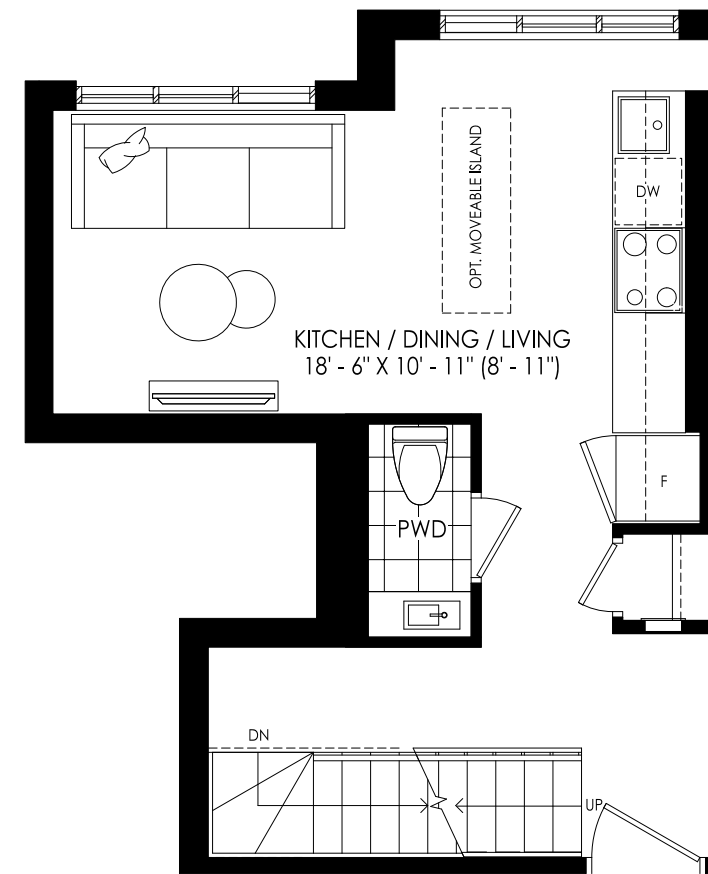 OPT. MOVEABLE ISLAND
DW
KITCHEN / DINING / LIVING
18' - 6" X 10' - 11" (8' - 11")
F
PWD
DN
UP